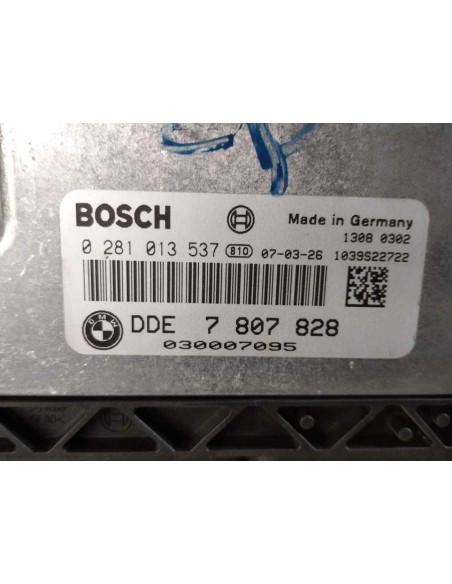 BOSCH
Made in Germany
1308 0302
0 281 013 537 810 07-03-26 1039S22722
BMW
DDE 7 807 828
030007095